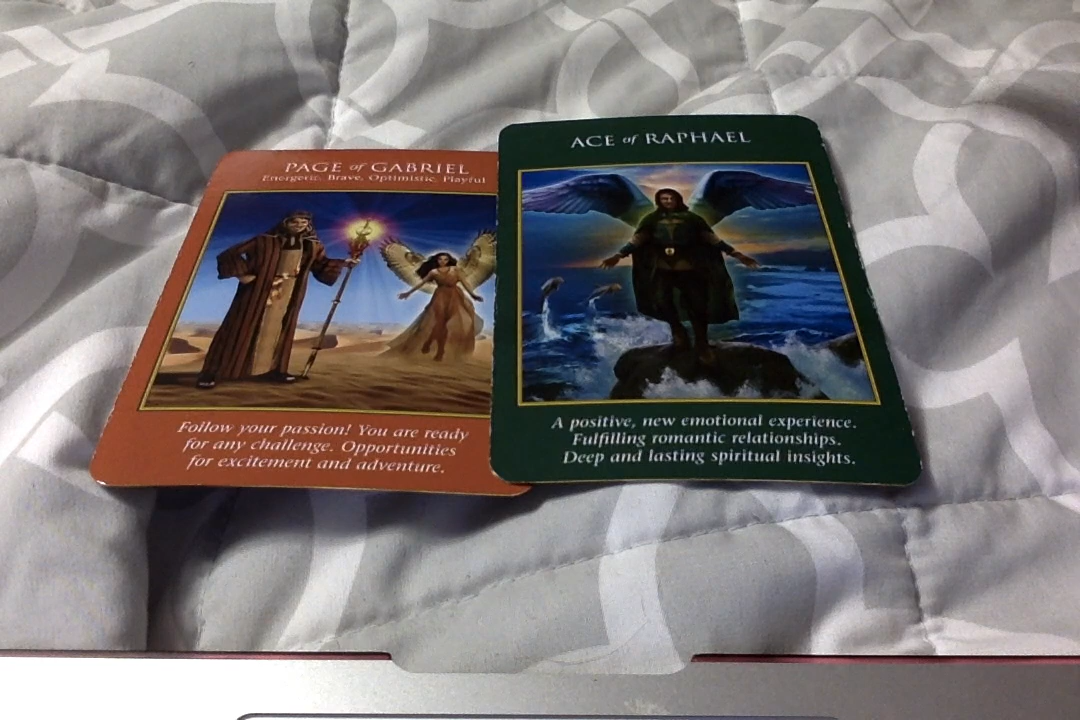 PAGE of GABRIEL
Energetic, Brave, Optimistic, Playful
Follow your passion! You are ready
for any challenge. Opportunities
for excitement and adventure.
ACE of RAPHAEL
A positive, new emotional experience.
Fulfilling romantic relationships.
Deep and lasting spiritual insights.